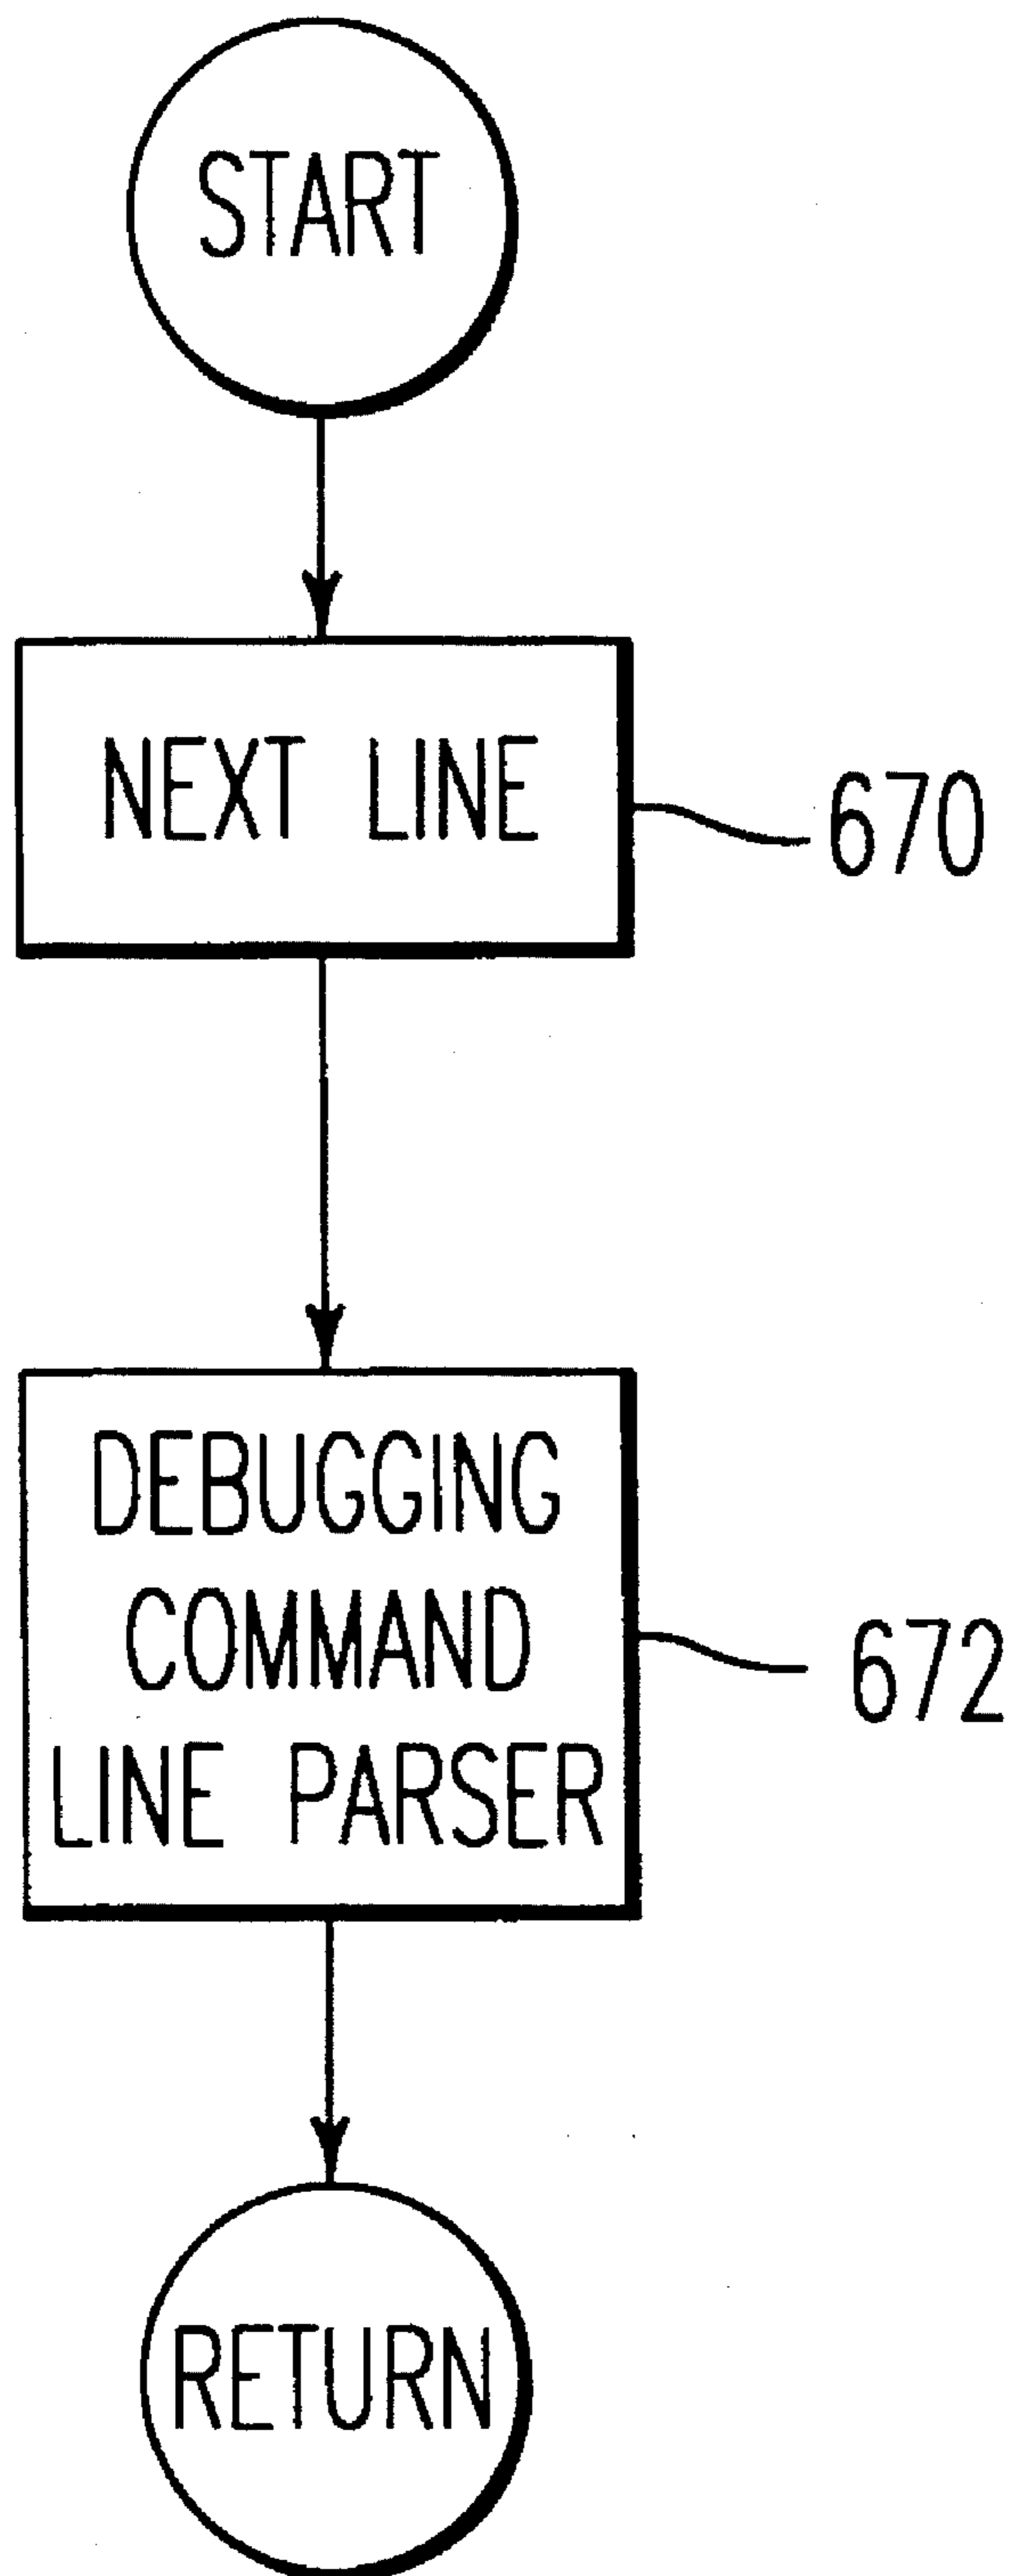 START
NEXT LINE
670
DEBUGGING
COMMAND
LINE PARSER
672
RETURN